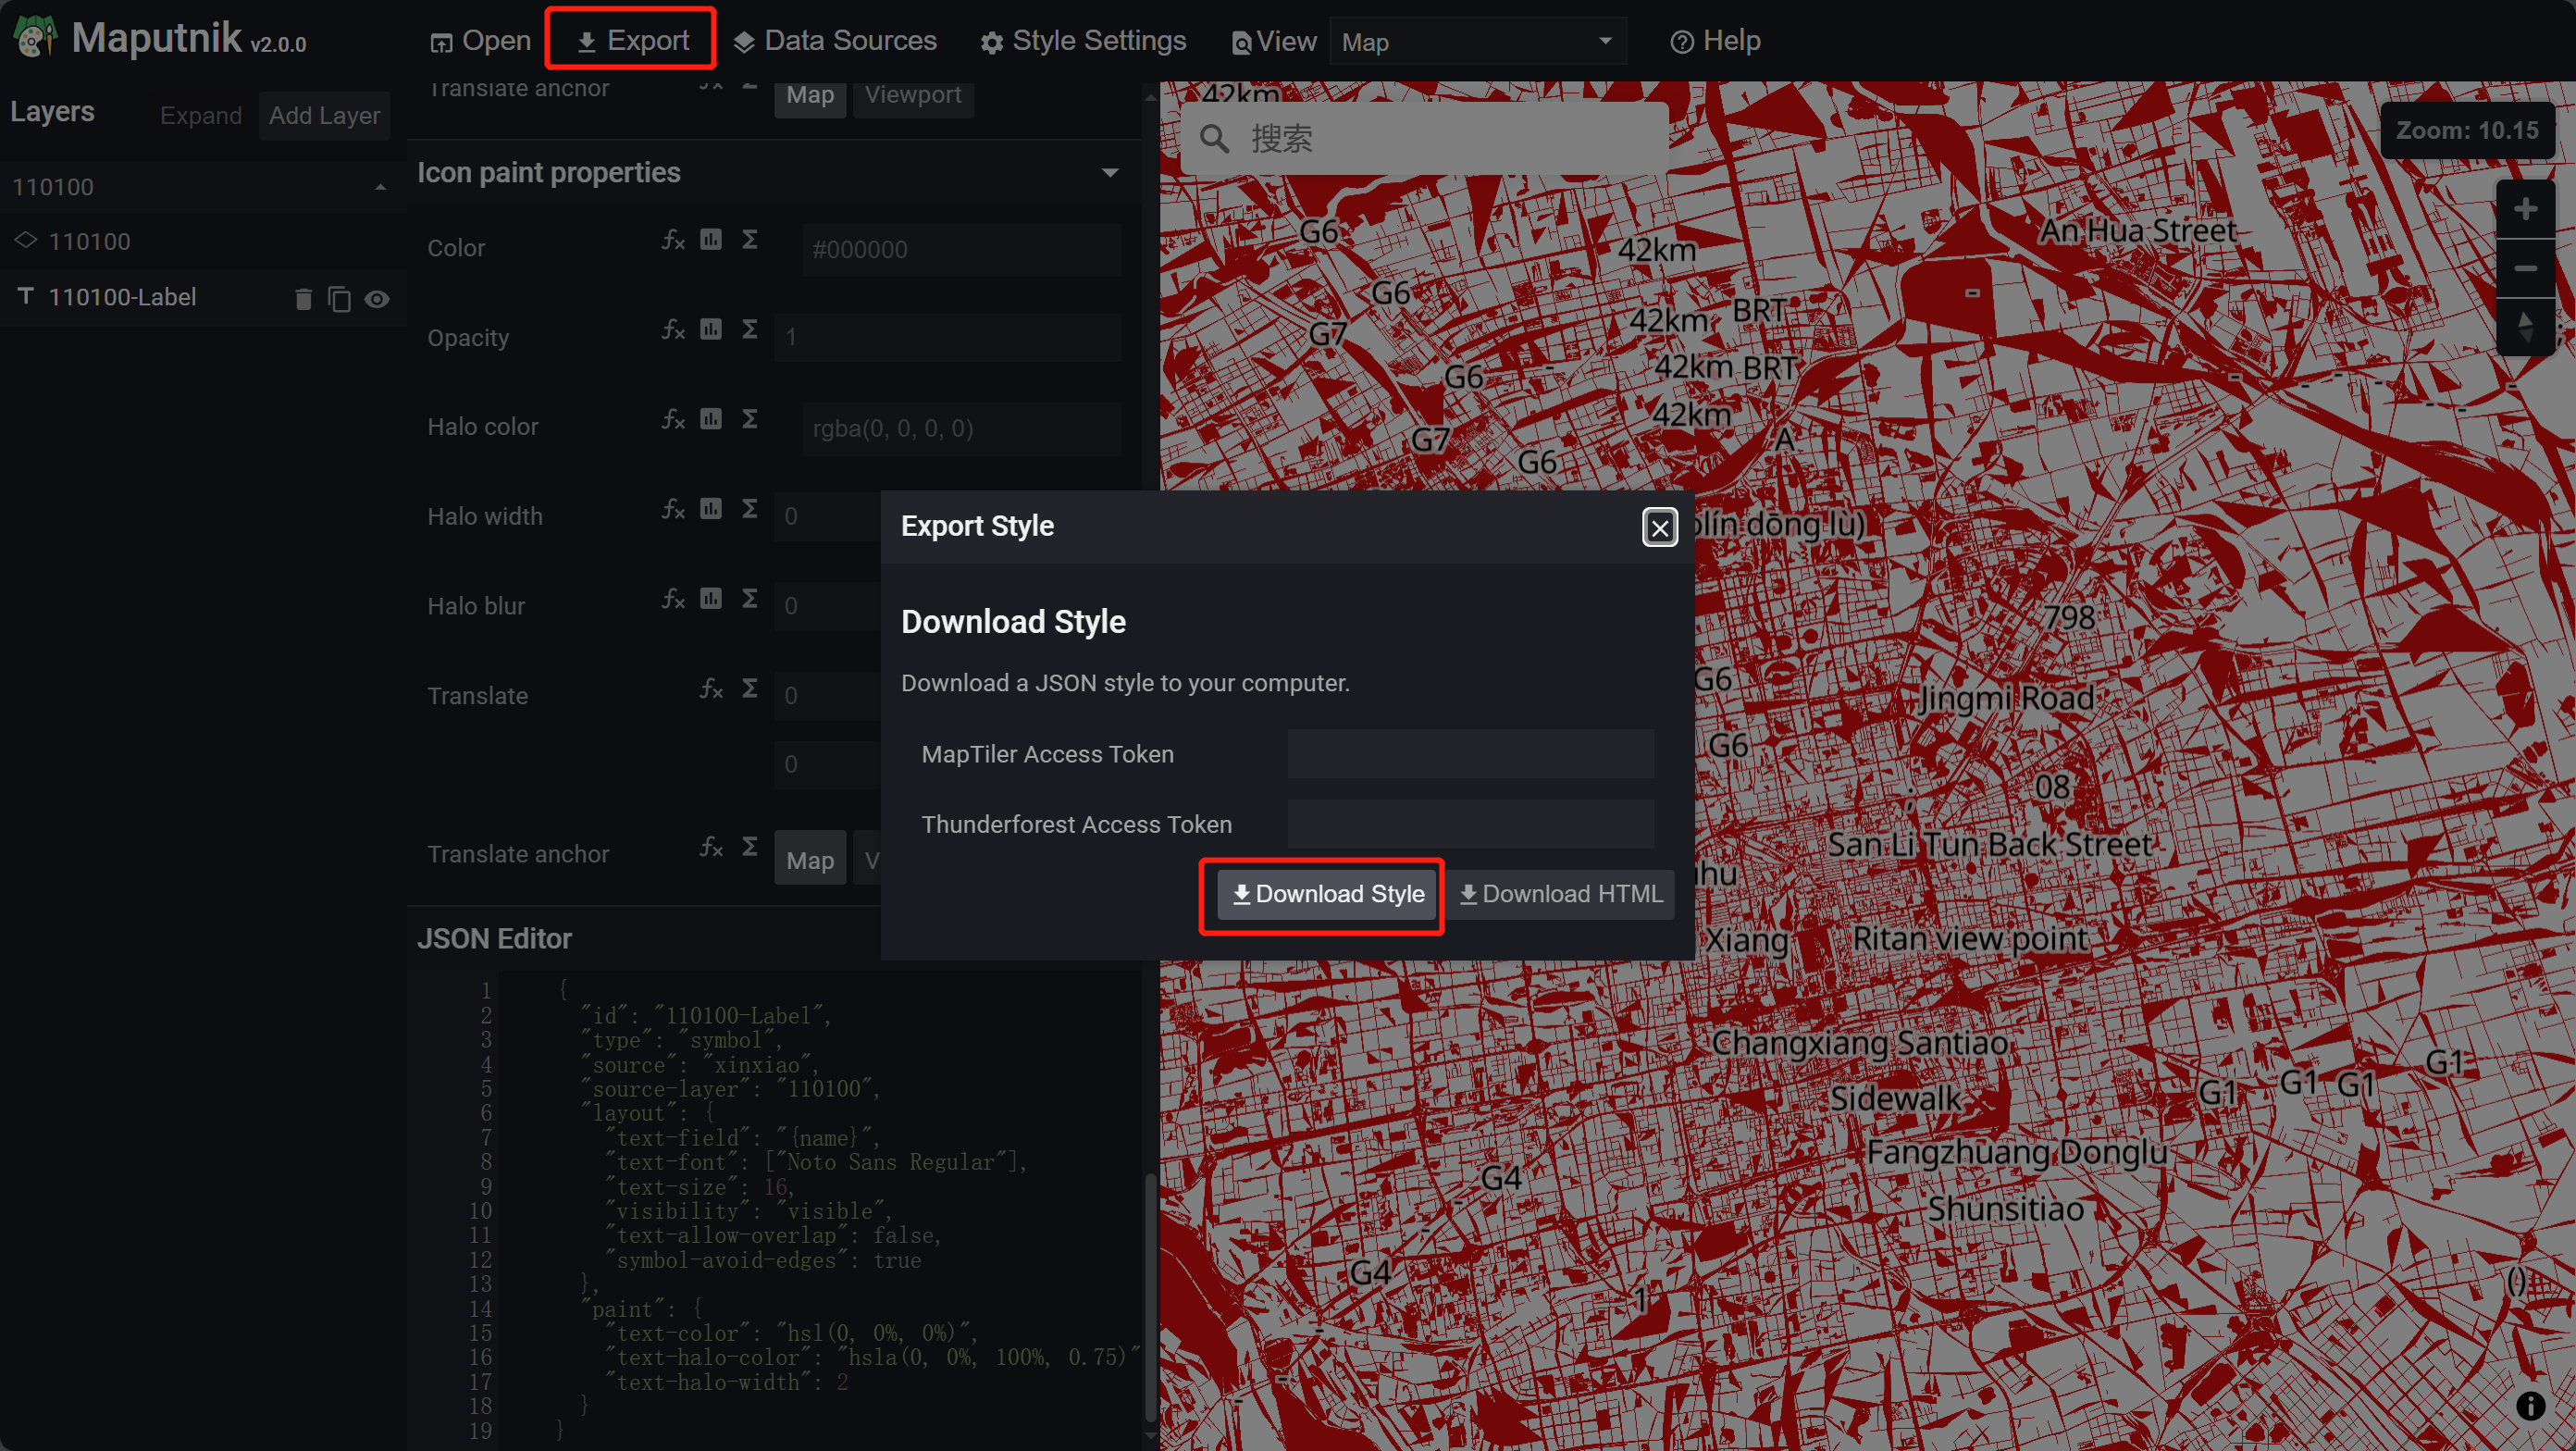 Maputnik v2.0.0
Open
Export
Data Sources
Style Settings
View
Map
Help
Layers
Expand
Add Layer
110100
110100
110100-Label
Translate anchor
Map
Viewport
Icon paint properties
Color
#000000
Opacity
1
Halo color
rgba(0, 0, 0, 0)
Halo width
0
Halo blur
0
Translate
0
0
Translate anchor
Map
V
JSON Editor
1 {
2 "id": "110100-Label",
3 "type": "symbol",
4 "source": "xinxiao",
5 "source-layer": "110100",
6 "layout": {
7 "text-field": "{name}",
8 "text-font": ["Noto Sans Regular"],
9 "text-size": 16,
10 "visibility": "visible",
11 "text-allow-overlap": false,
12 "symbol-avoid-edges": true
13 },
14 "paint": {
15 "text-color": "hsl(0, 0%, 0%)",
16 "text-halo-color": "hsla(0, 0%, 100%, 0.75)"
17 "text-halo-width": 2
18 }
19 }
Export Style
Download Style
Download a JSON style to your computer.
MapTiler Access Token
Thunderforest Access Token
Download Style
Download HTML
42km
搜索
Zoom: 10.15
G6
42km
An Hua Street
G6
42km
BRT
G7
42km BRT
G6
42km
G7
A
G6
olín dōng lù)
798
G6
Jingmi Road
G6
08
San Li Tun Back Street
hu
Xiang
Ritan view point
Changxiang Santiao
G1
G1
G1
G1
Sidewalk
Fangzhuang Donglu
G4
Shunsitiao
G4
1
()